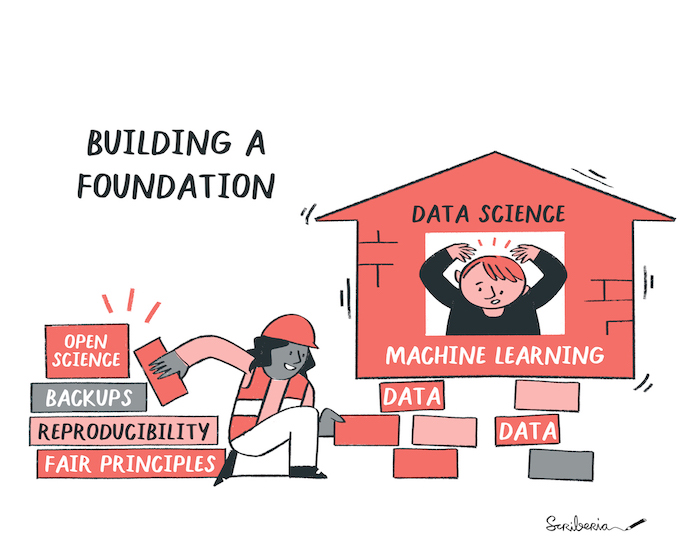 BUILDING A
FOUNDATION
DATA SCIENCE
MACHINE LEARNING
OPEN
SCIENCE
BACKUPS
REPRODUCIBILITY
FAIR PRINCIPLES
DATA
DATA
Scriberia